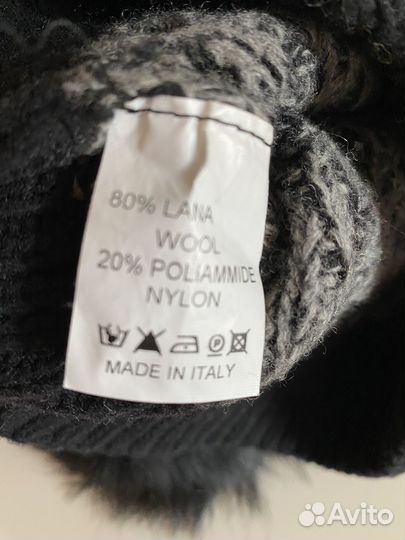 80% LANA
WOOL
20% POLIAMMIDE
NYLON
MADE IN ITALY
Avito